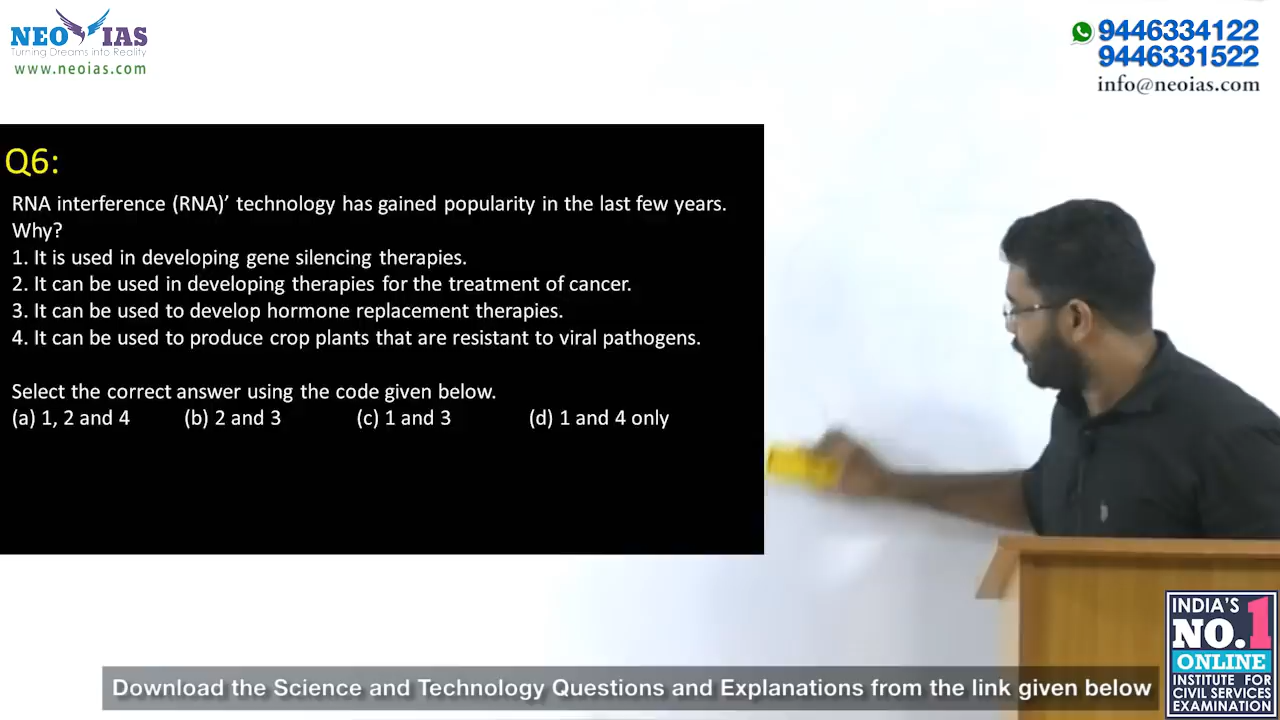 NEO IAS
Turning Dreams into Reality
www.neoias.com
9446334122
9446331522
info@neoias.com
Q6:
RNA interference (RNA)’ technology has gained popularity in the last few years.
Why?
1. It is used in developing gene silencing therapies.
2. It can be used in developing therapies for the treatment of cancer.
3. It can be used to develop hormone replacement therapies.
4. It can be used to produce crop plants that are resistant to viral pathogens.
Select the correct answer using the code given below.
(a) 1, 2 and 4 (b) 2 and 3 (c) 1 and 3 (d) 1 and 4 only
INDIA'S
NO.1
ONLINE
INSTITUTE FOR
CIVIL SERVICES
EXAMINATION
Download the Science and Technology Questions and Explanations from the link given below